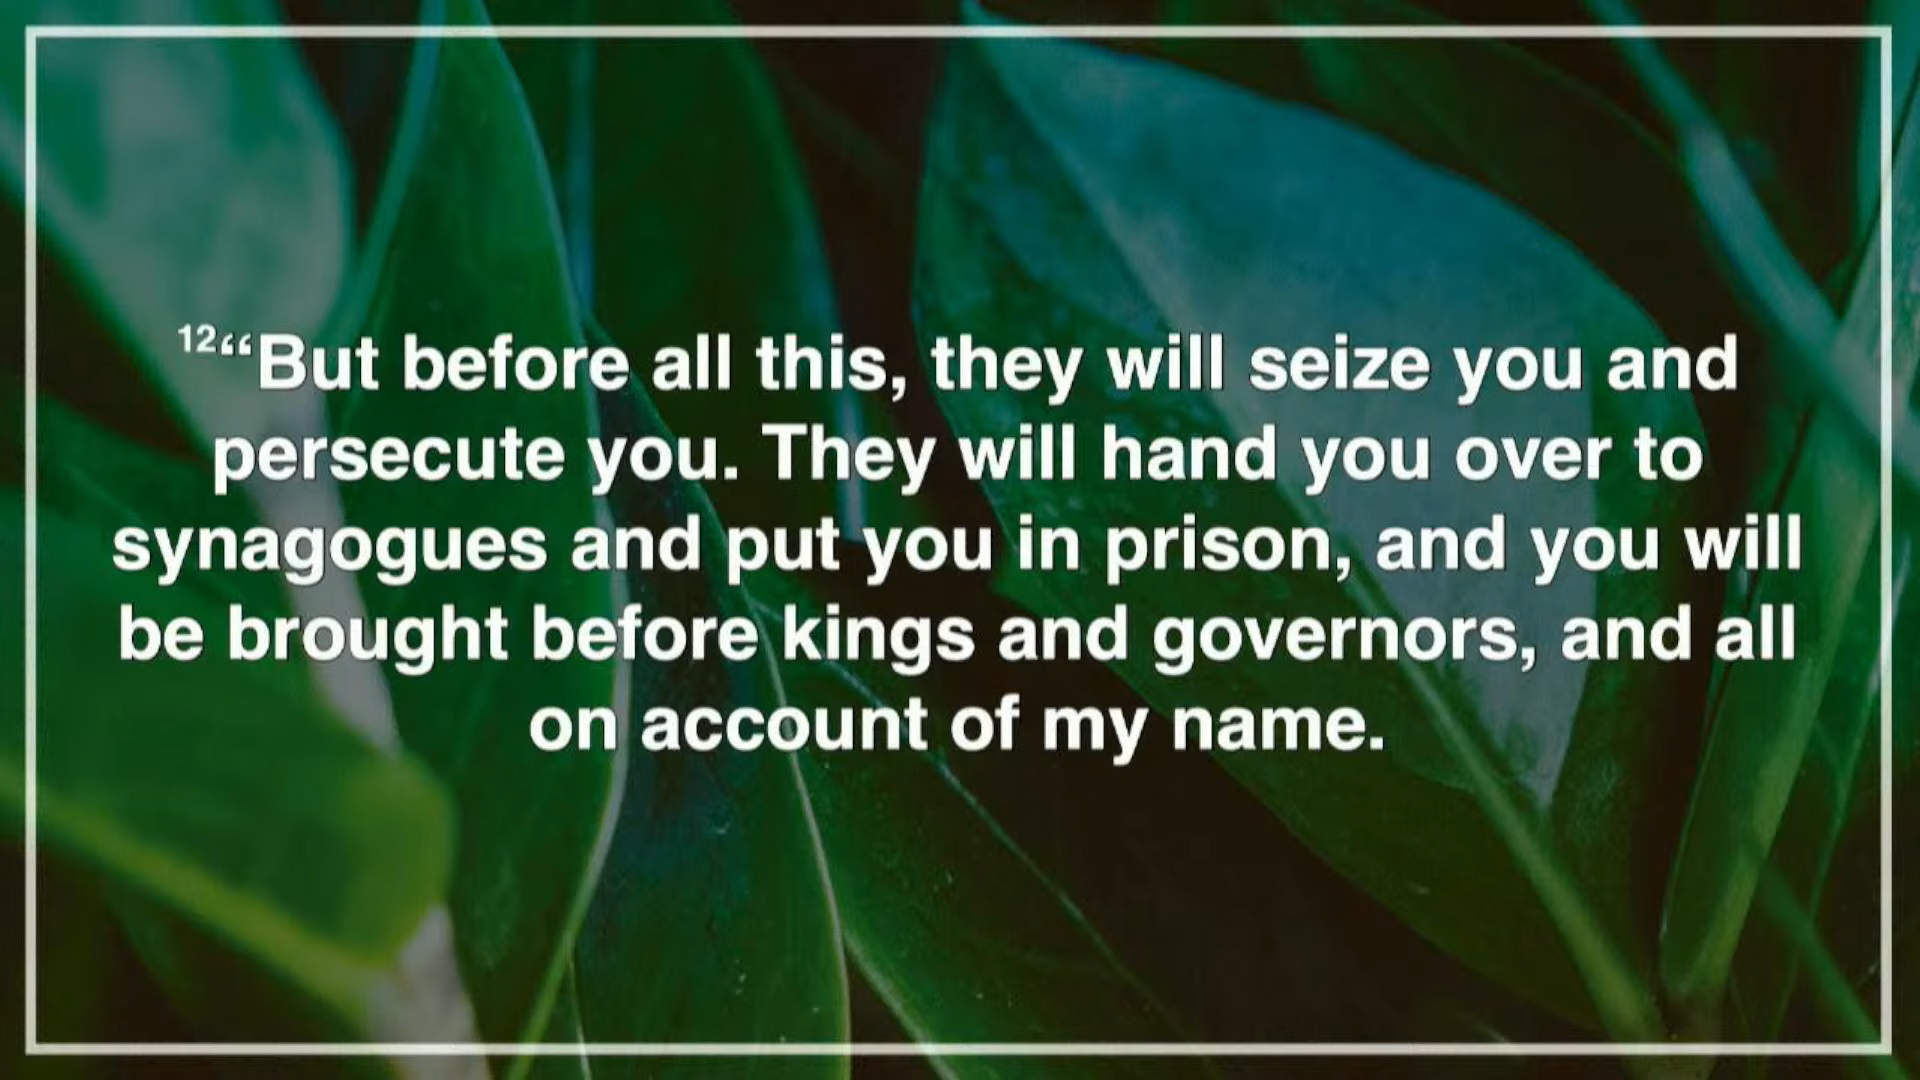 12“But before all this, they will seize you and
persecute you. They will hand you over to
synagogues and put you in prison, and you will
be brought before kings and governors, and all
on account of my name.